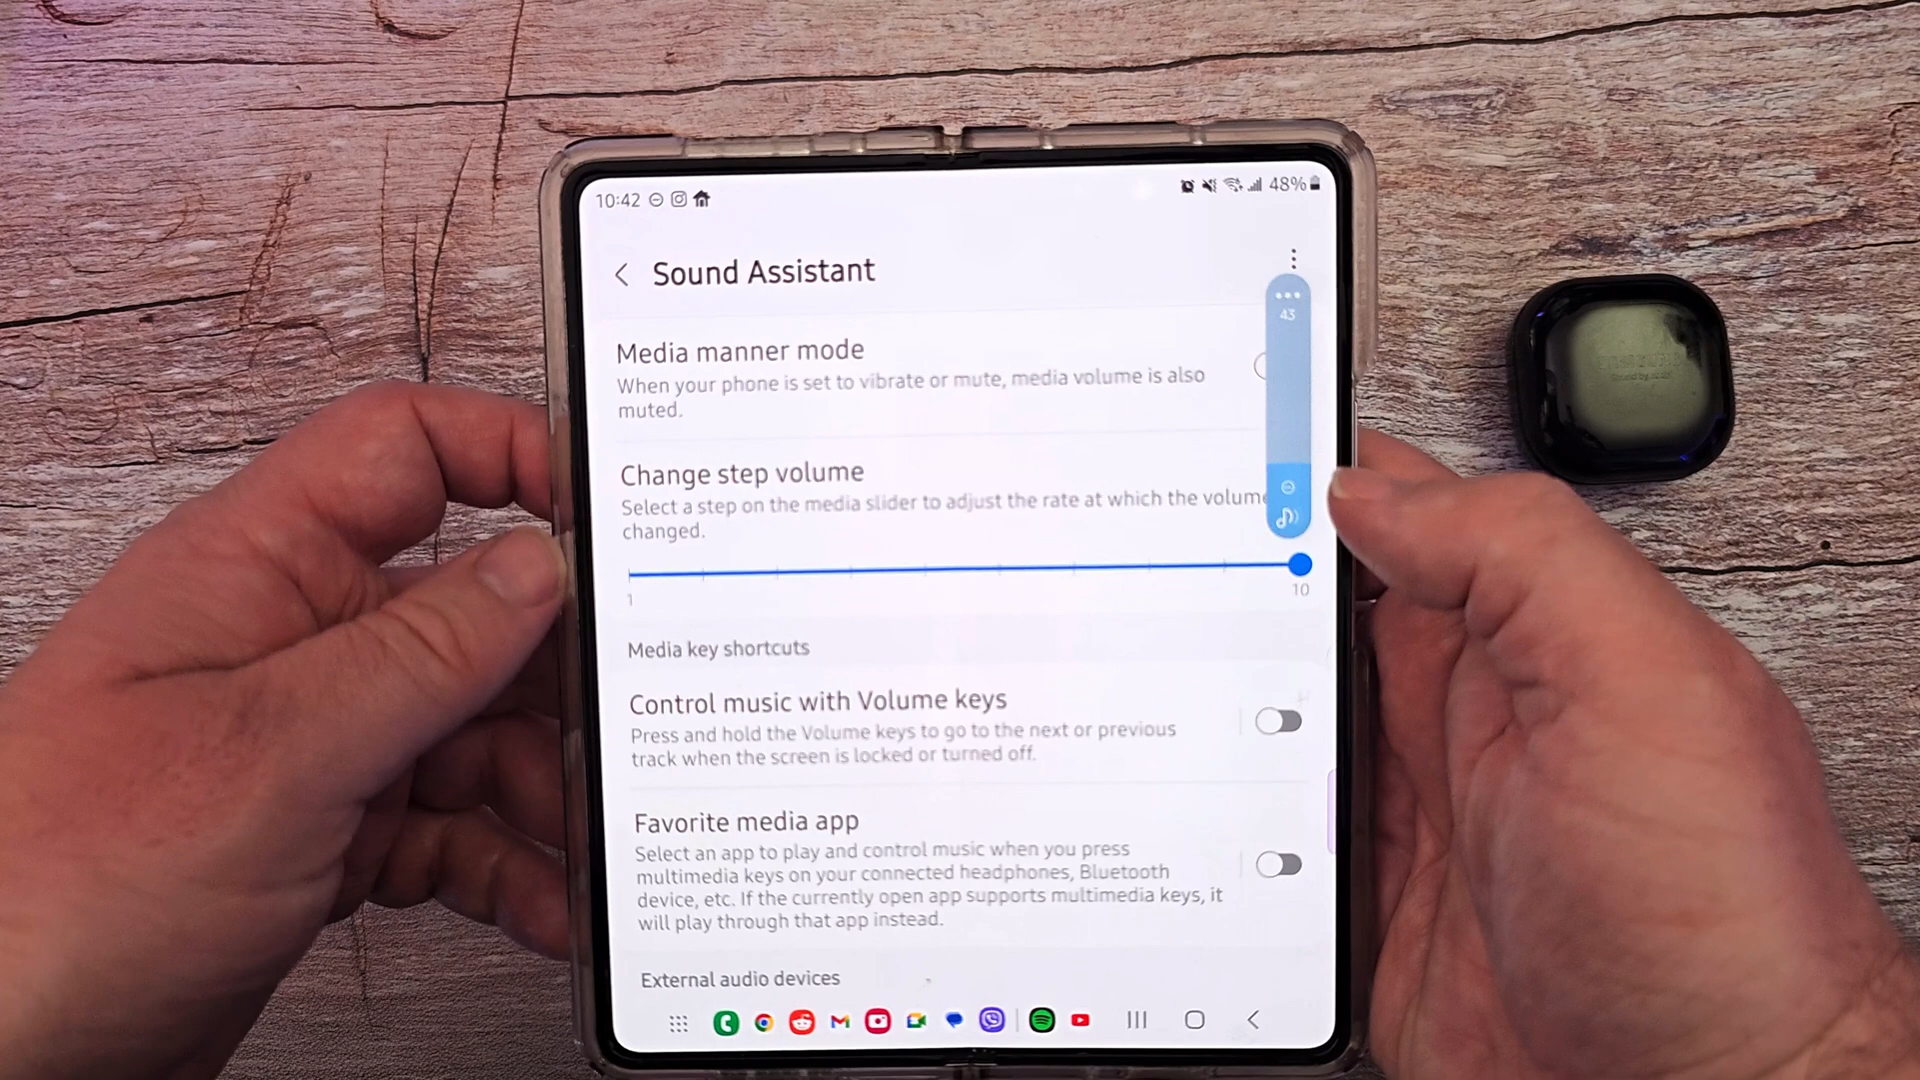 10:42
48%
Sound Assistant
43
Media manner mode
When your phone is set to vibrate or mute, media volume is also
muted.
Change step volume
Select a step on the media slider to adjust the rate at which the volume
changed.
1
10
Media key shortcuts
Control music with Volume keys
Press and hold the Volume keys to go to the next or previous
track when the screen is locked or turned off.
Favorite media app
Select an app to play and control music when you press
multimedia keys on your connected headphones, Bluetooth
device, etc. If the currently open app supports multimedia keys, it
will play through that app instead.
External audio devices